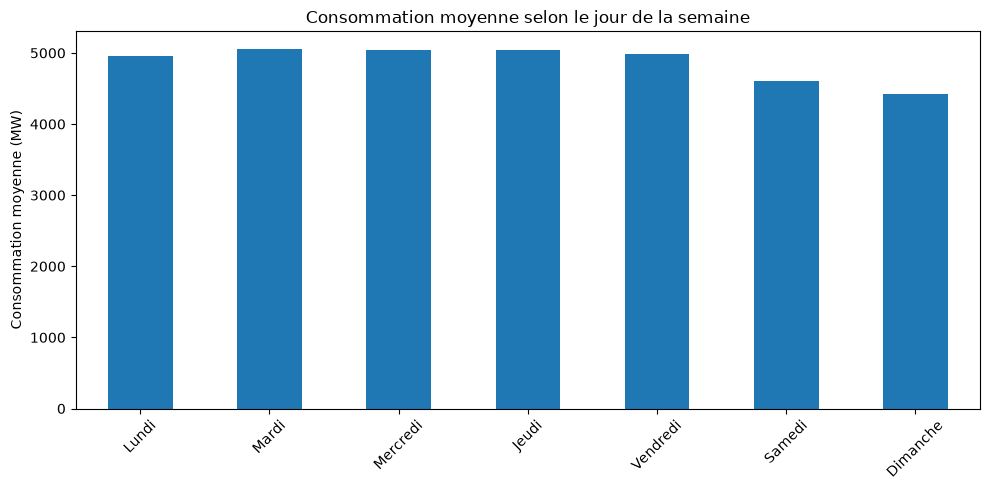 Consommation moyenne selon le jour de la semaine
Consommation moyenne (MW)
5000
4000
3000
2000
1000
0
Lundi
Mardi
Mercredi
Jeudi
Vendredi
Samedi
Dimanche